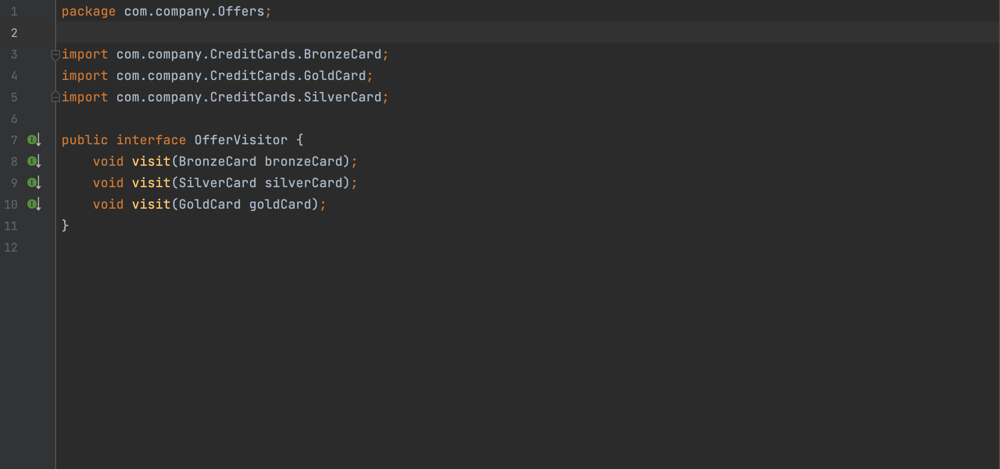 1 package com.company.Offers;
2
3 import com.company.CreditCards.BronzeCard;
4 import com.company.CreditCards.GoldCard;
5 import com.company.CreditCards.SilverCard;
6
7 public interface OfferVisitor {
8     void visit(BronzeCard bronzeCard);
9     void visit(SilverCard silverCard);
10     void visit(GoldCard goldCard);
11 }
12